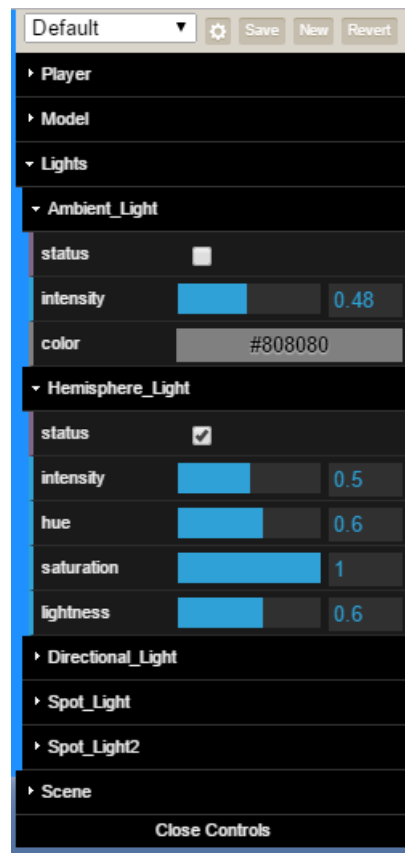 Default Save New Revert
Player
Model
Lights
Ambient_Light
status
intensity 0.48
color #808080
Hemisphere_Light
status
intensity 0.5
hue 0.6
saturation 1
lightness 0.6
Directional_Light
Spot_Light
Spot_Light2
Scene
Close Controls